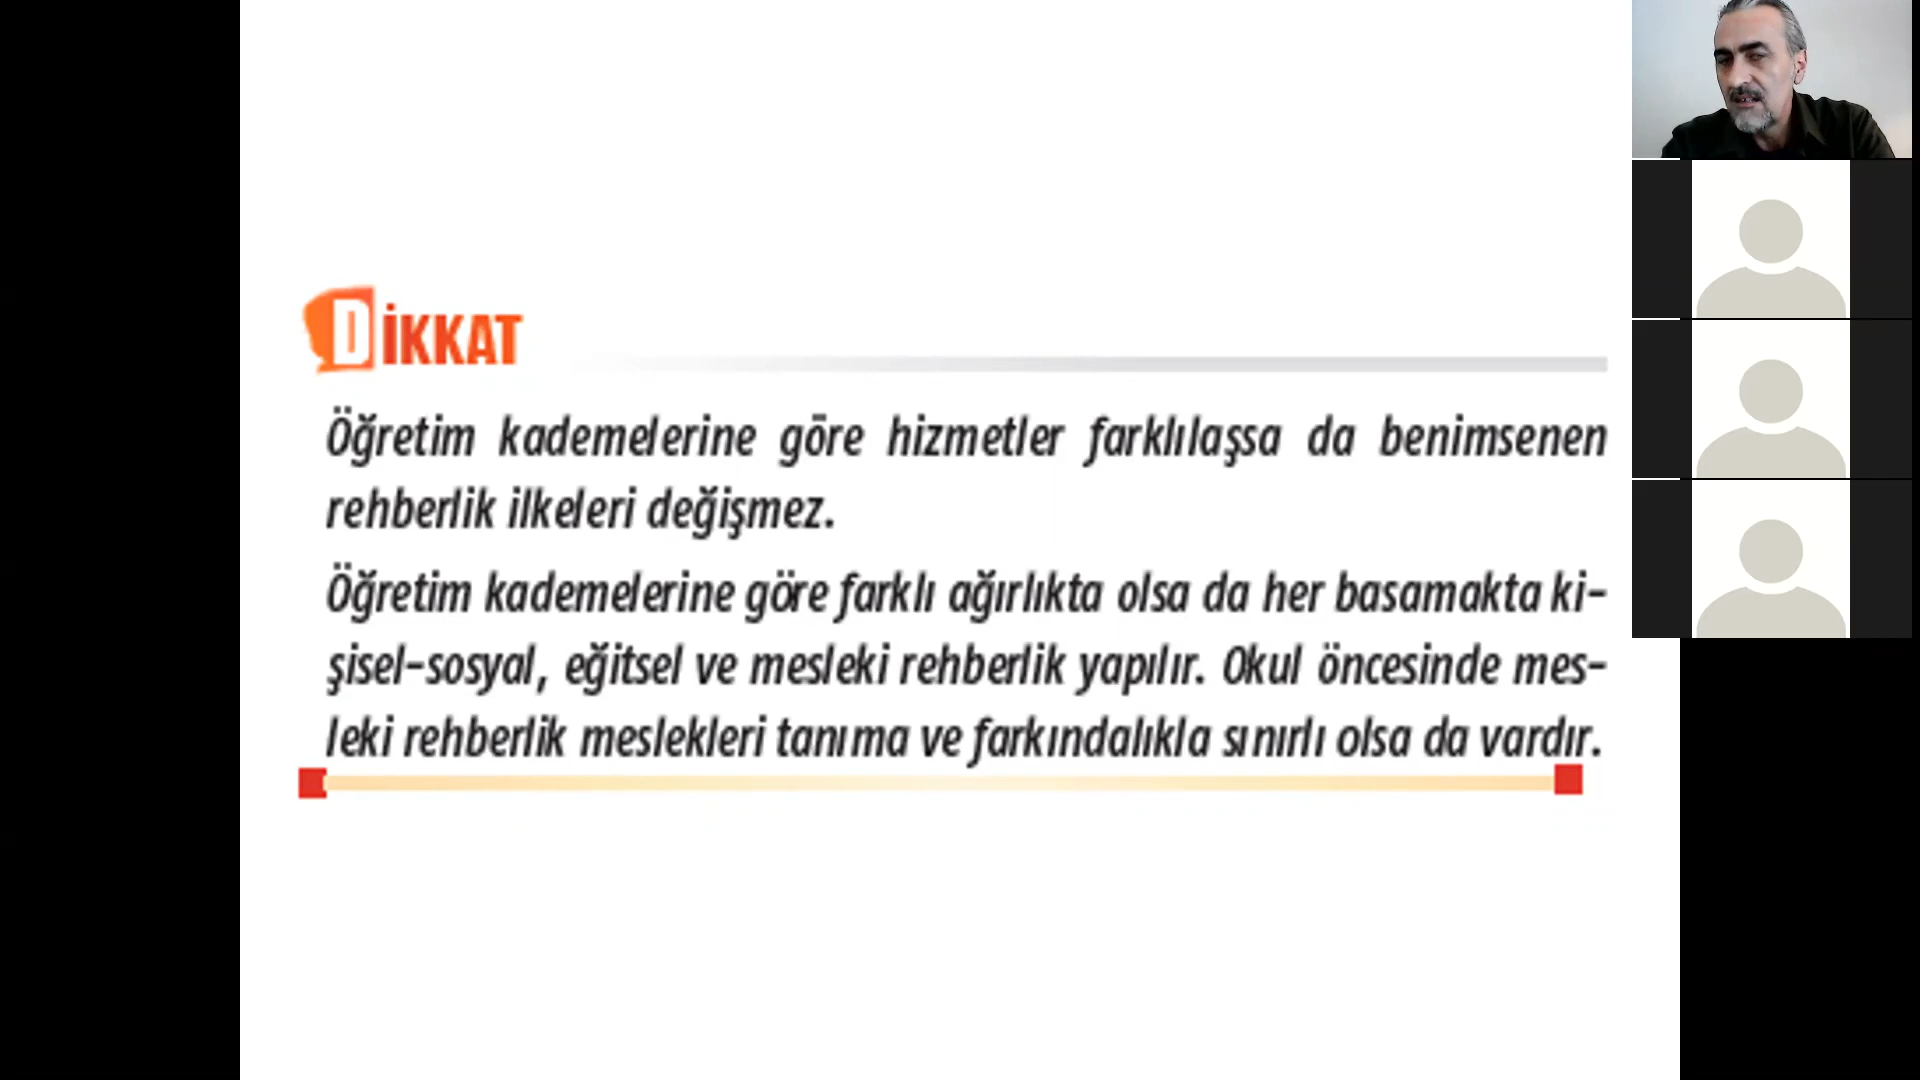 DİKKAT
Öğretim kademelerine göre hizmetler farklılaşsa da benimsenen
rehberlik ilkeleri değişmez.
Öğretim kademelerine göre farklı ağırlıkta olsa da her basamakta ki-
şisel-sosyal, eğitsel ve mesleki rehberlik yapılır. Okul öncesinde mes-
leki rehberlik meslekleri tanıma ve farkındalıkla sınırlı olsa da vardır.